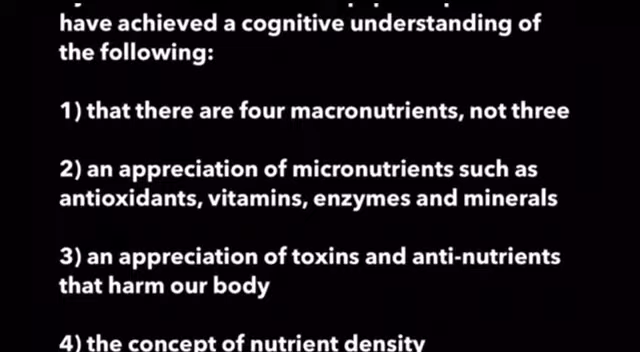 have achieved a cognitive understanding of
the following:
1) that there are four macronutrients, not three
2) an appreciation of micronutrients such as
antioxidants, vitamins, enzymes and minerals
3) an appreciation of toxins and anti-nutrients
that harm our body
4) the concept of nutrient density